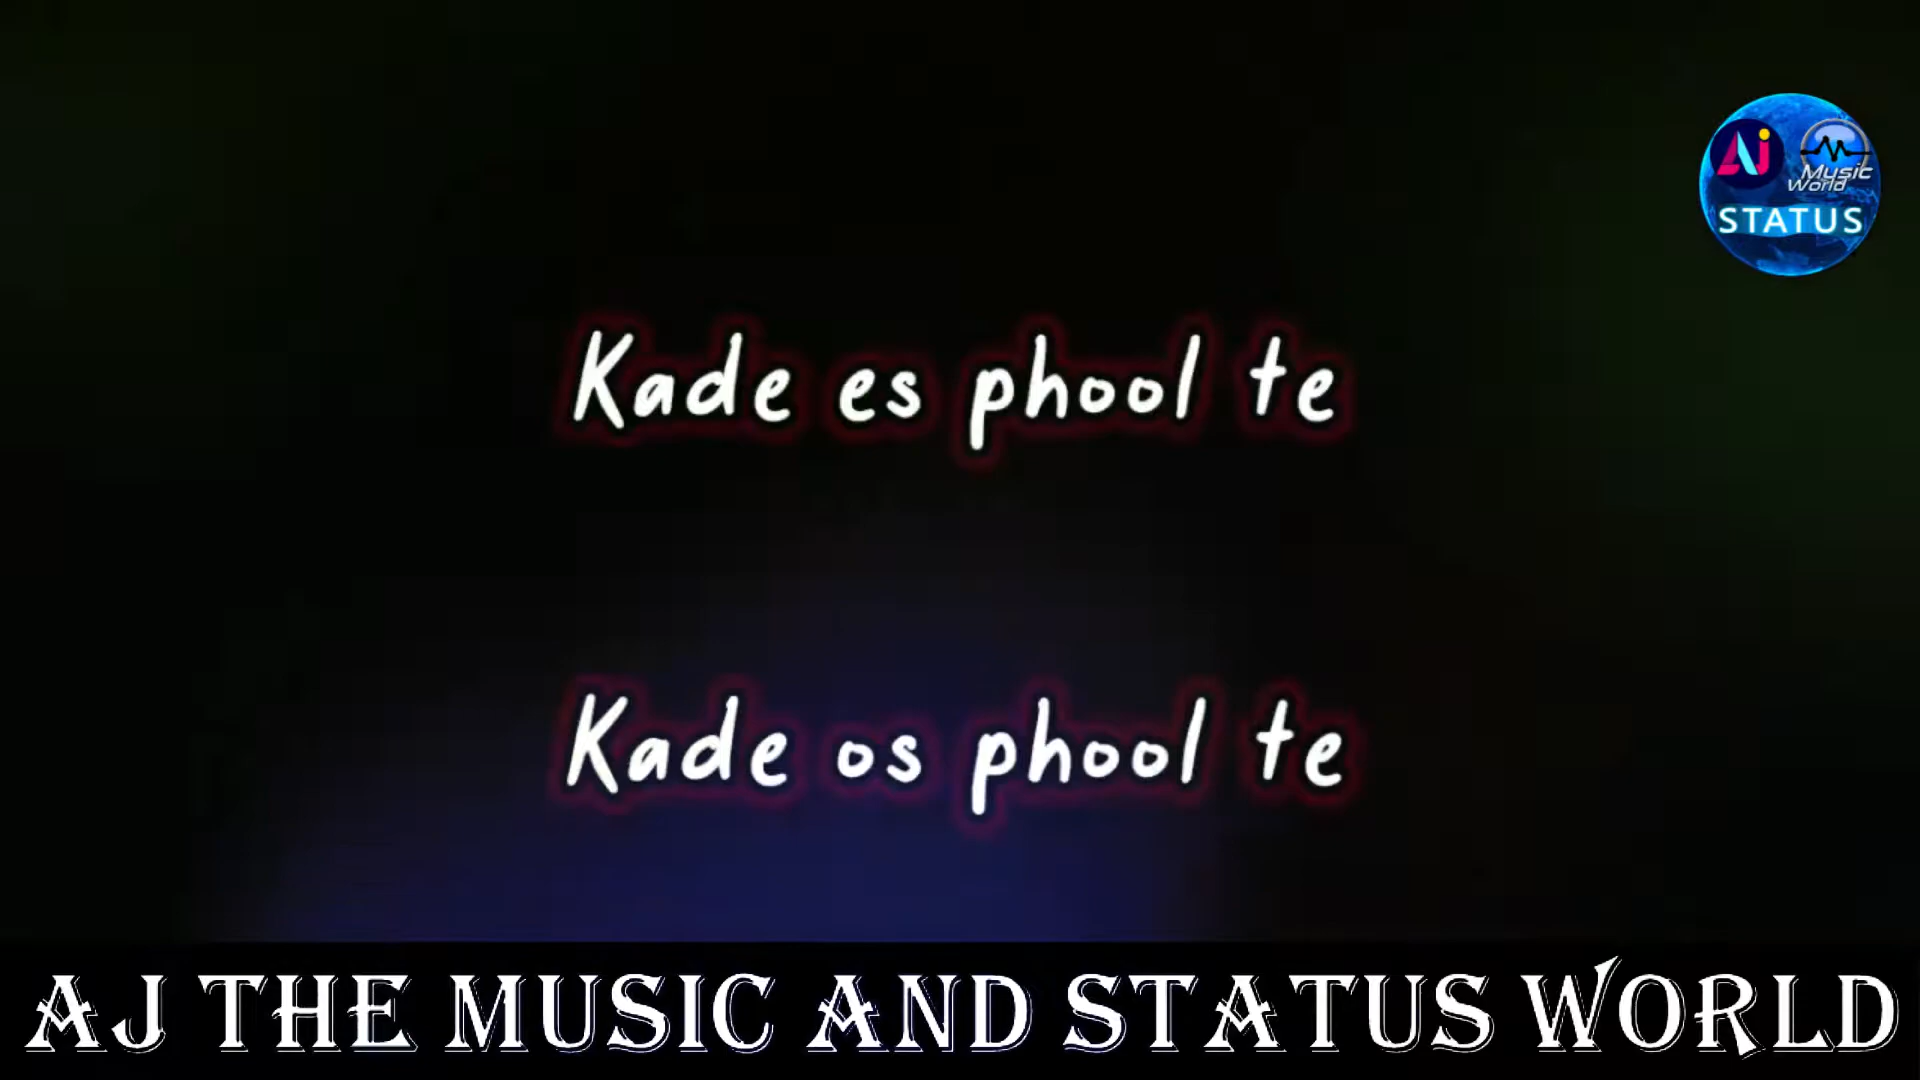 AJ
Music
World
STATUS
Kade es phool te
Kade os phool te
AJ THE MUSIC AND STATUS WORLD